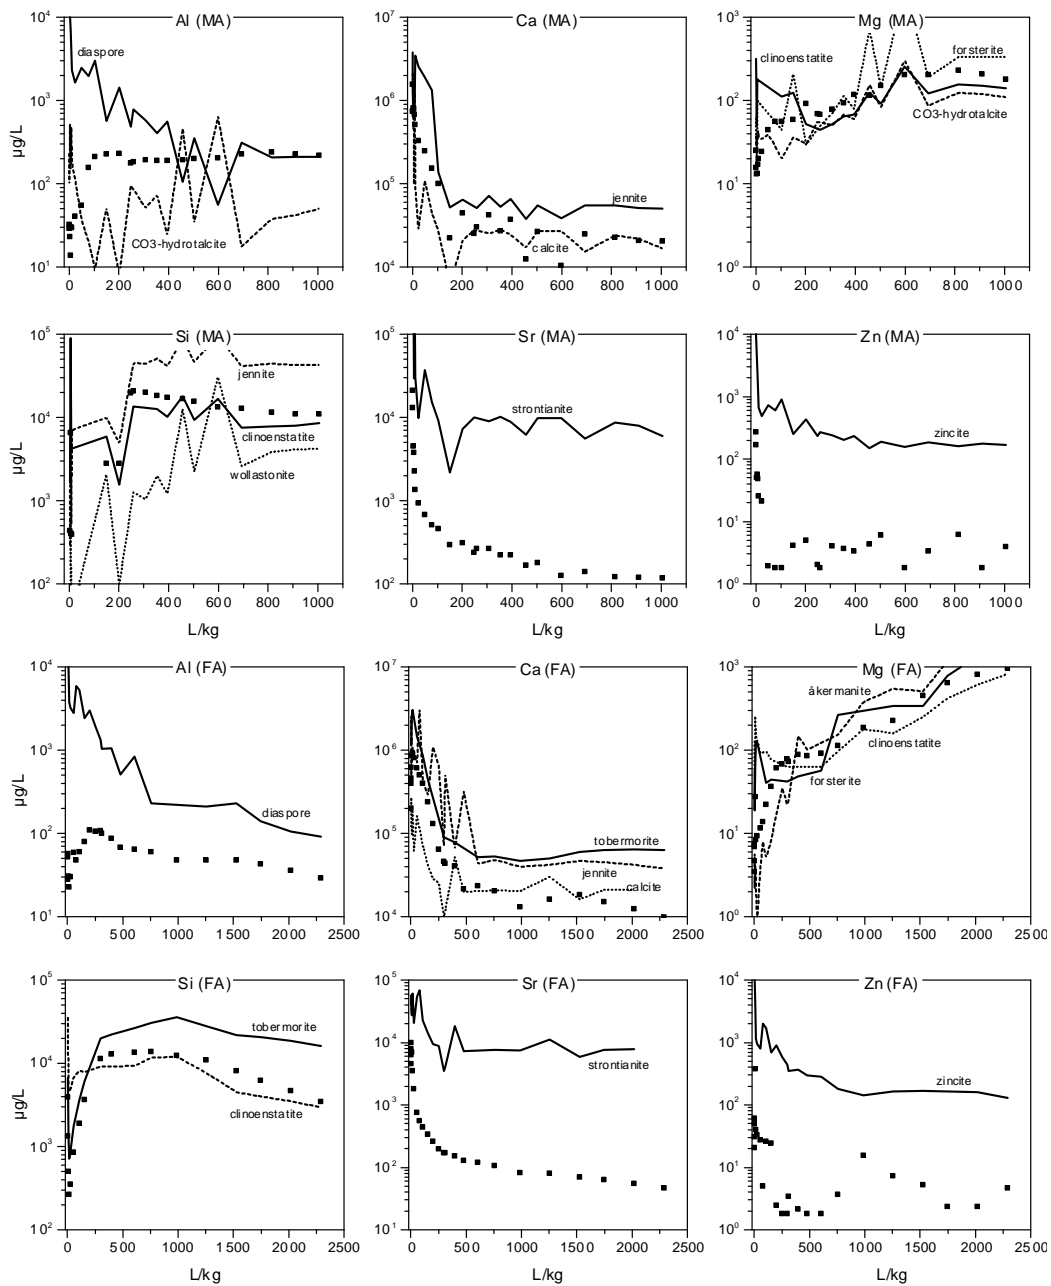 Al (MA)
10^4
10^3
10^2
10^1
µg/L
diaspore
CO3-hydrotalcite
0 200 400 600 800 1000
Ca (MA)
10^7
10^6
10^5
10^4
jennite
calcite
0 200 400 600 800 1000
Mg (MA)
10^3
10^2
10^1
10^0
clinoenstatite
forsterite
CO3-hydrotalcite
0 200 400 600 800 1000
Si (MA)
10^5
10^4
10^3
10^2
µg/L
jennite
clinoenstatite
wollastonite
0 200 400 600 800 1000
L/kg
Sr (MA)
10^5
10^4
10^3
10^2
strontianite
0 200 400 600 800 1000
L/kg
Zn (MA)
10^4
10^3
10^2
10^1
10^0
zincite
0 200 400 600 800 1000
L/kg
Al (FA)
10^4
10^3
10^2
10^1
µg/L
diaspore
0 500 1000 1500 2000 2500
Ca (FA)
10^7
10^6
10^5
10^4
tobermorite
jennite
calcite
0 500 1000 1500 2000 2500
Mg (FA)
10^3
10^2
10^1
10^0
åkermanite
clinoenstatite
forsterite
0 500 1000 1500 2000 2500
Si (FA)
10^5
10^4
10^3
10^2
µg/L
tobermorite
clinoenstatite
0 500 1000 1500 2000 2500
L/kg
Sr (FA)
10^5
10^4
10^3
10^2
10^1
strontianite
0 500 1000 1500 2000 2500
L/kg
Zn (FA)
10^4
10^3
10^2
10^1
10^0
zincite
0 500 1000 1500 2000 2500
L/kg